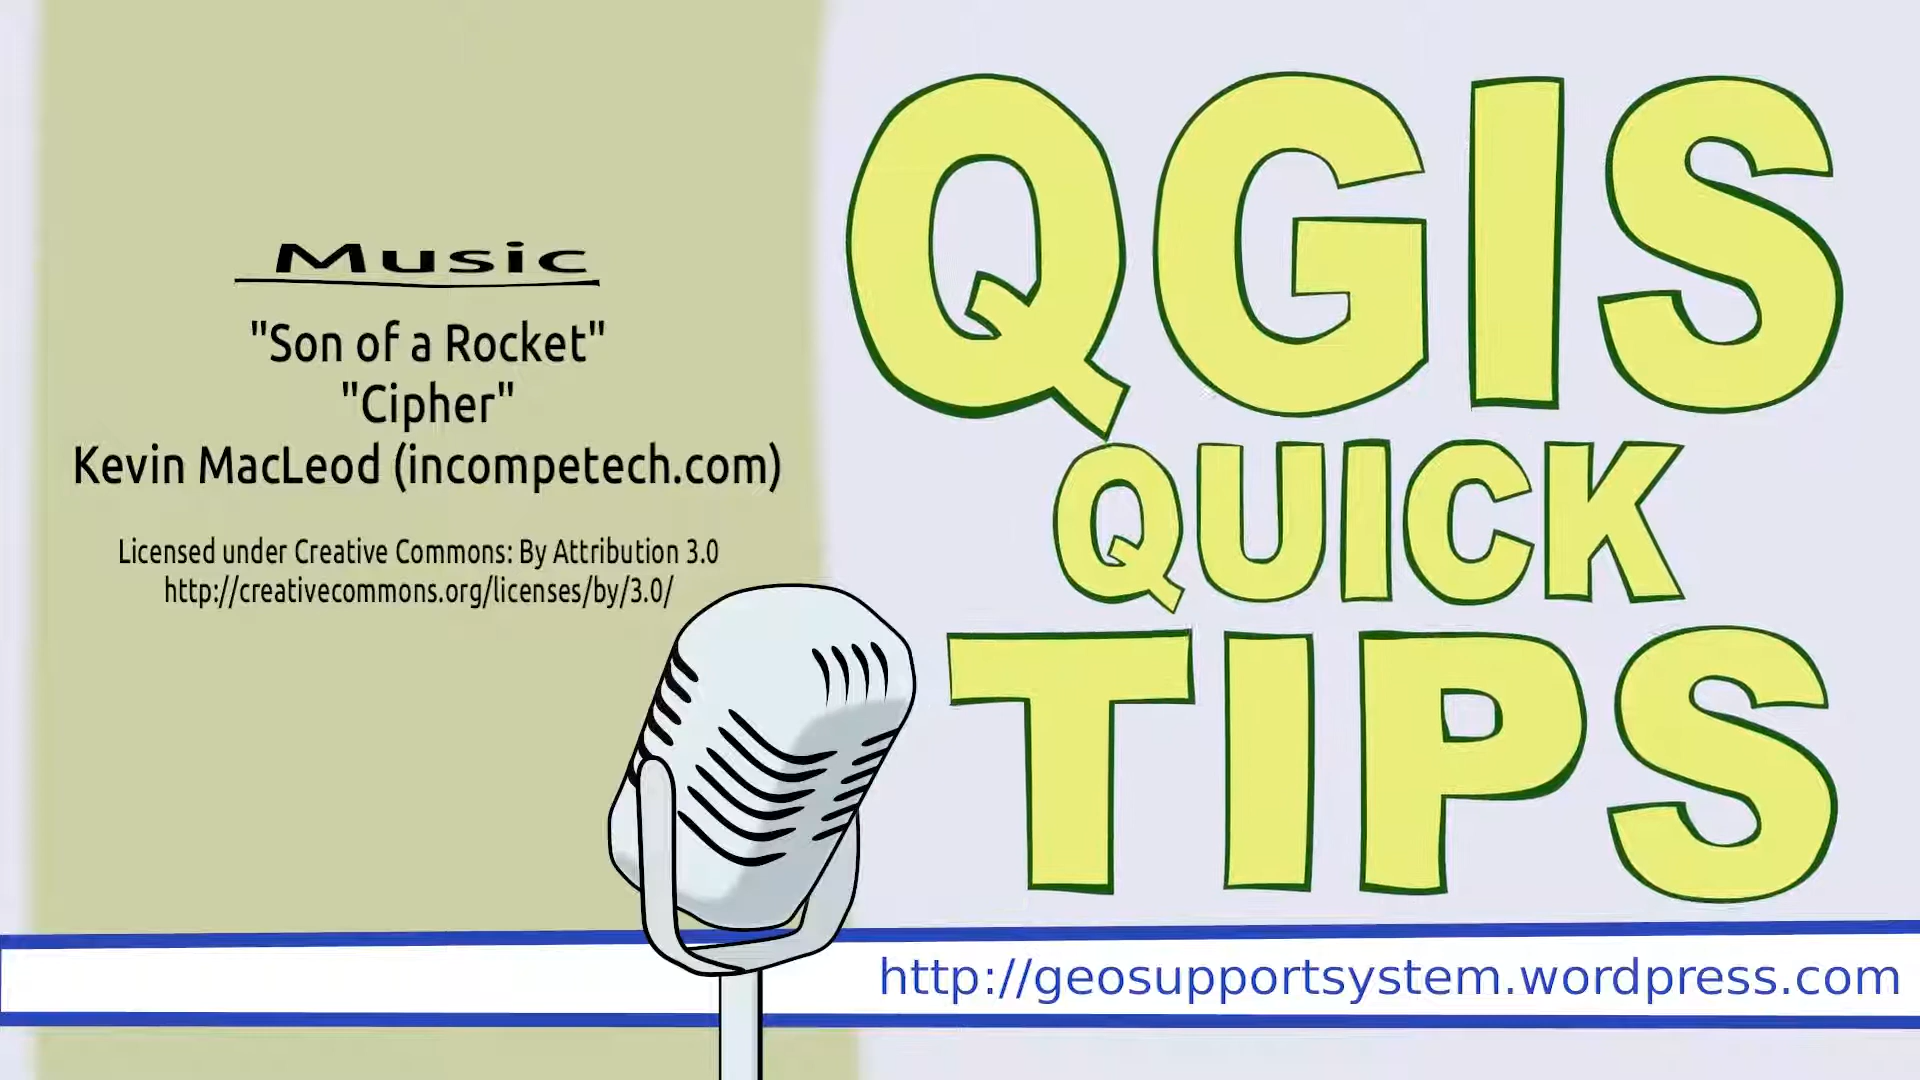 Music
"Son of a Rocket"
"Cipher"
Kevin MacLeod (incompetech.com)
Licensed under Creative Commons: By Attribution 3.0
http://creativecommons.org/licenses/by/3.0/
QGIS
QUICK
TIPS
http://geosupportsystem.wordpress.com